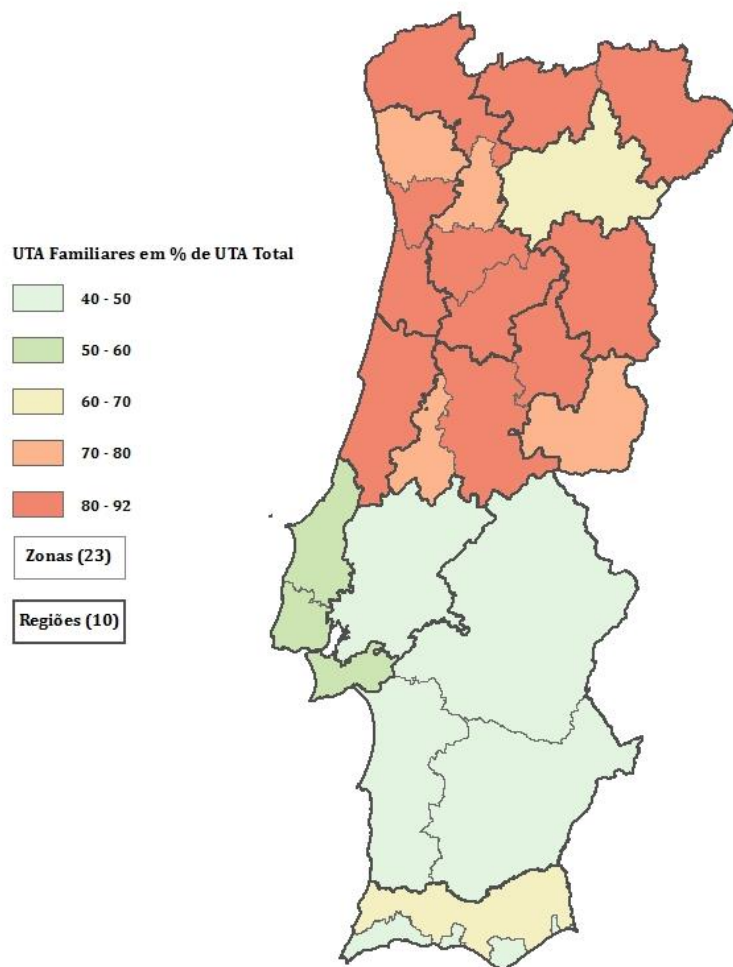 UTA Familiares em % de UTA Total
40 - 50
50 - 60
60 - 70
70 - 80
80 - 92
Zonas (23)
Regiões (10)